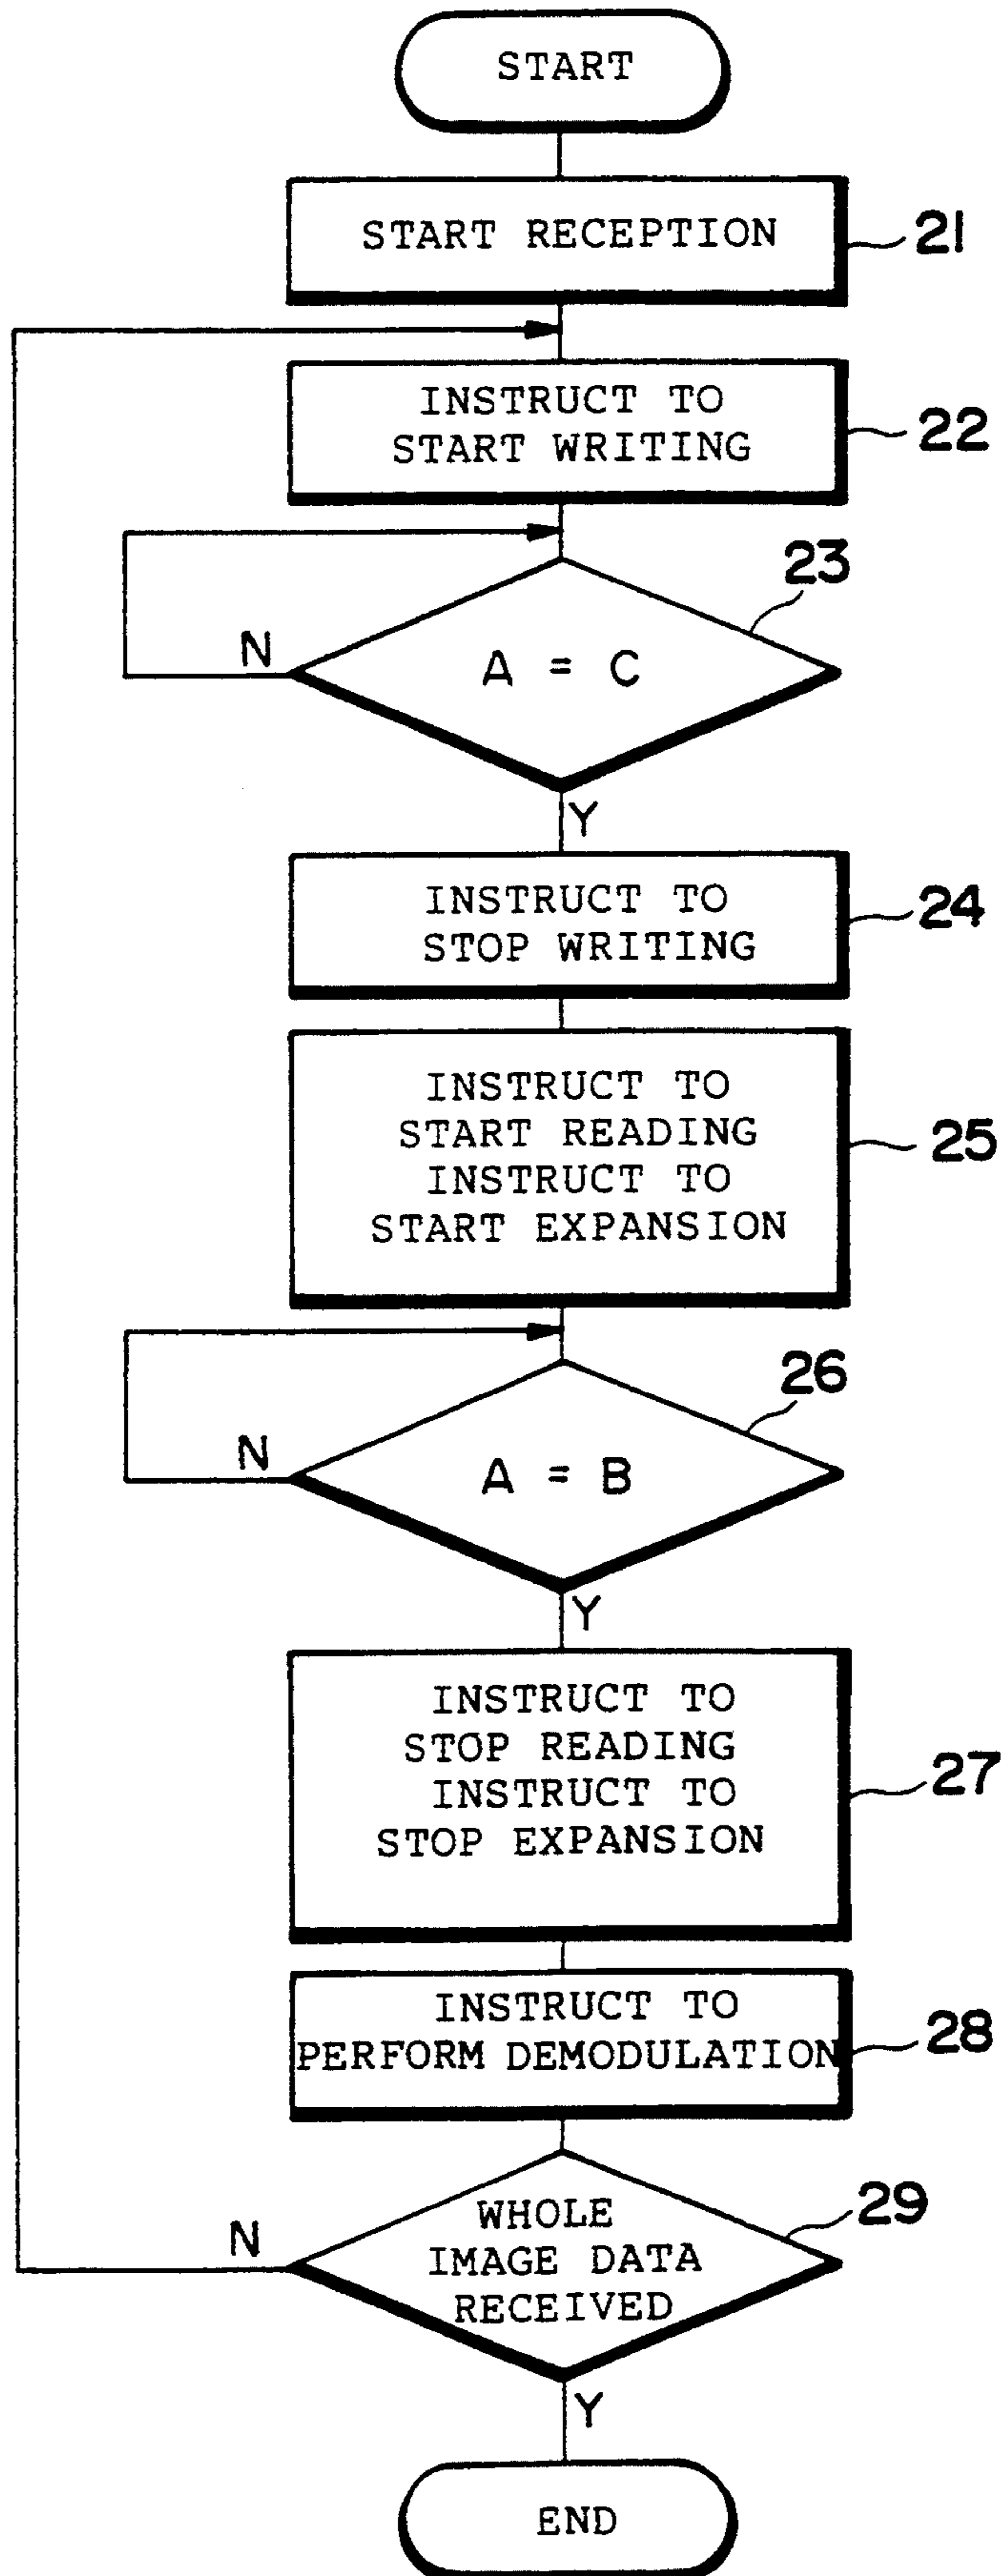 START
START RECEPTION
21
INSTRUCT TO
START WRITING
22
23
N
A = C
Y
INSTRUCT TO
STOP WRITING
24
INSTRUCT TO
START READING
INSTRUCT TO
START EXPANSION
25
26
N
A = B
Y
INSTRUCT TO
STOP READING
INSTRUCT TO
STOP EXPANSION
27
INSTRUCT TO
PERFORM DEMODULATION
28
29
N
WHOLE
IMAGE DATA
RECEIVED
Y
END